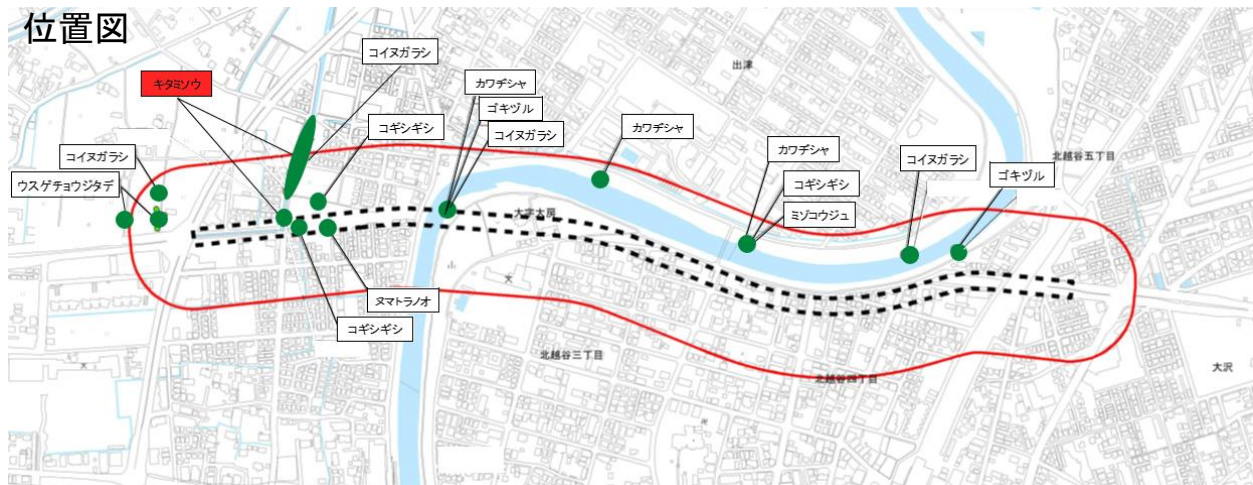 位置図
コイヌガラシ
出津
キタミソウ
カワヂシャ
ゴキヅル
コイヌガラシ
コギシギシ
カワヂシャ
カワヂシャ
コギシギシ
ミゾコウジュ
コイヌガラシ
ゴキヅル
北越谷五丁目
コイヌガラシ
ウスゲチョウジタデ
大字大房
ヌマトラノオ
コギシギシ
文
北越谷三丁目
北越谷四丁目
大沢